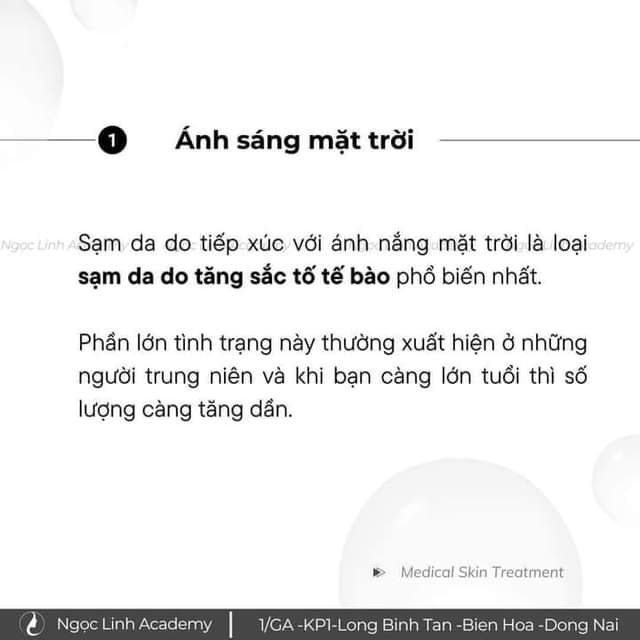 1 Ánh sáng mặt trời
Sạm da do tiếp xúc với ánh nắng mặt trời là loại
sạm da do tăng sắc tố tế bào phổ biến nhất.
Phần lớn tình trạng này thường xuất hiện ở những
người trung niên và khi bạn càng lớn tuổi thì số
lượng càng tăng dần.
Medical Skin Treatment
Ngọc Linh Academy | 1/GA -KP1-Long Binh Tan -Bien Hoa -Dong Nai